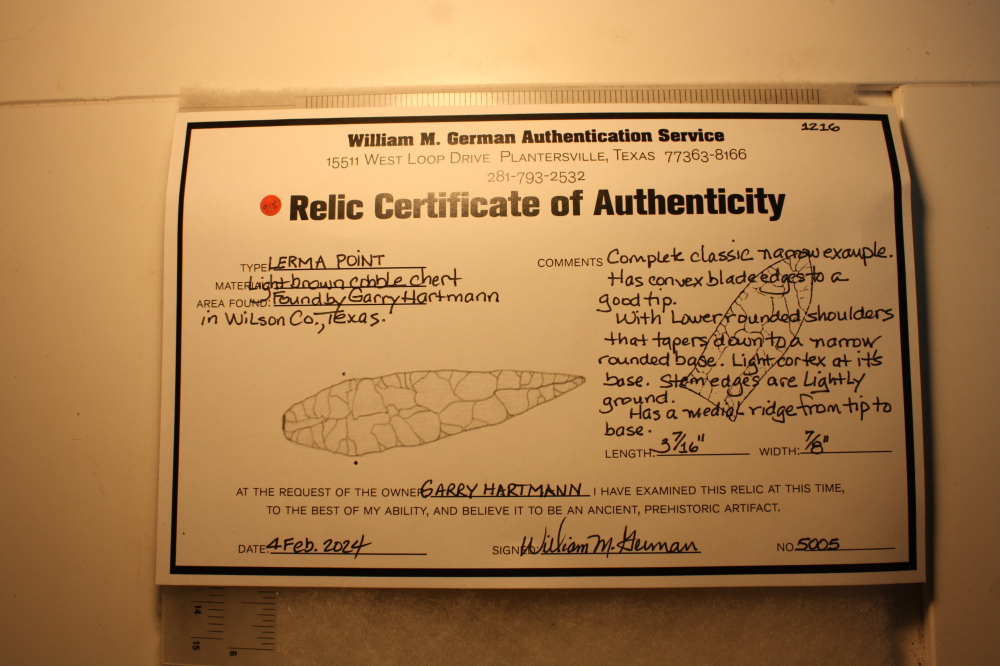 1216
William M. German Authentication Service
15511 West Loop Drive Plantersville, Texas 77363-8166
281-793-2532
Relic Certificate of Authenticity
TYPE LERMA POINT
MATERIAL Light brown cobble chert
AREA FOUND: Found by Garry Hartmann
in Wilson Co., Texas.
COMMENTS Complete classic narrow example.
Has convex blade edges to a
good tip.
With Lower rounded shoulders
that tapers down to a narrow
rounded base. Light cortex at it's
base. Stem edges are Lightly
ground.
Has a medial ridge from tip to
base.
LENGTH: 3 7/16" WIDTH: 7/8"
AT THE REQUEST OF THE OWNER GARRY HARTMANN I HAVE EXAMINED THIS RELIC AT THIS TIME,
TO THE BEST OF MY ABILITY, AND BELIEVE IT TO BE AN ANCIENT, PREHISTORIC ARTIFACT.
DATE: 4 Feb. 2024 SIGNED William M. German NO. 5005
14
15
6